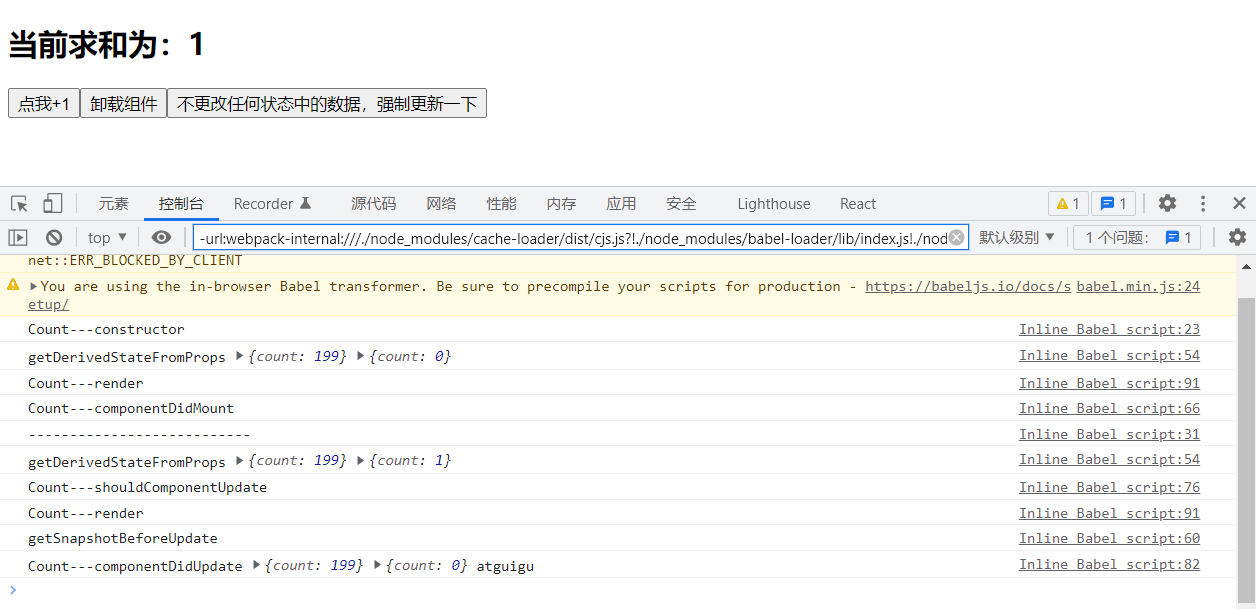 当前求和为：1
点我+1 卸载组件 不更改任何状态中的数据，强制更新一下
元素 控制台 Recorder 源代码 网络 性能 内存 应用 安全 Lighthouse React 1 1
top -url:webpack-internal:///./node_modules/cache-loader/dist/cjs.js?!./node_modules/babel-loader/lib/index.js!./nod 默认级别 1 个问题： 1
net::ERR_BLOCKED_BY_CLIENT
You are using the in-browser Babel transformer. Be sure to precompile your scripts for production - https://babeljs.io/docs/s babel.min.js:24
etup/
Count---constructor Inline Babel script:23
getDerivedStateFromProps {count: 199} {count: 0} Inline Babel script:54
Count---render Inline Babel script:91
Count---componentDidMount Inline Babel script:66
--------------------------- Inline Babel script:31
getDerivedStateFromProps {count: 199} {count: 1} Inline Babel script:54
Count---shouldComponentUpdate Inline Babel script:76
Count---render Inline Babel script:91
getSnapshotBeforeUpdate Inline Babel script:60
Count---componentDidUpdate {count: 199} {count: 0} atguigu Inline Babel script:82